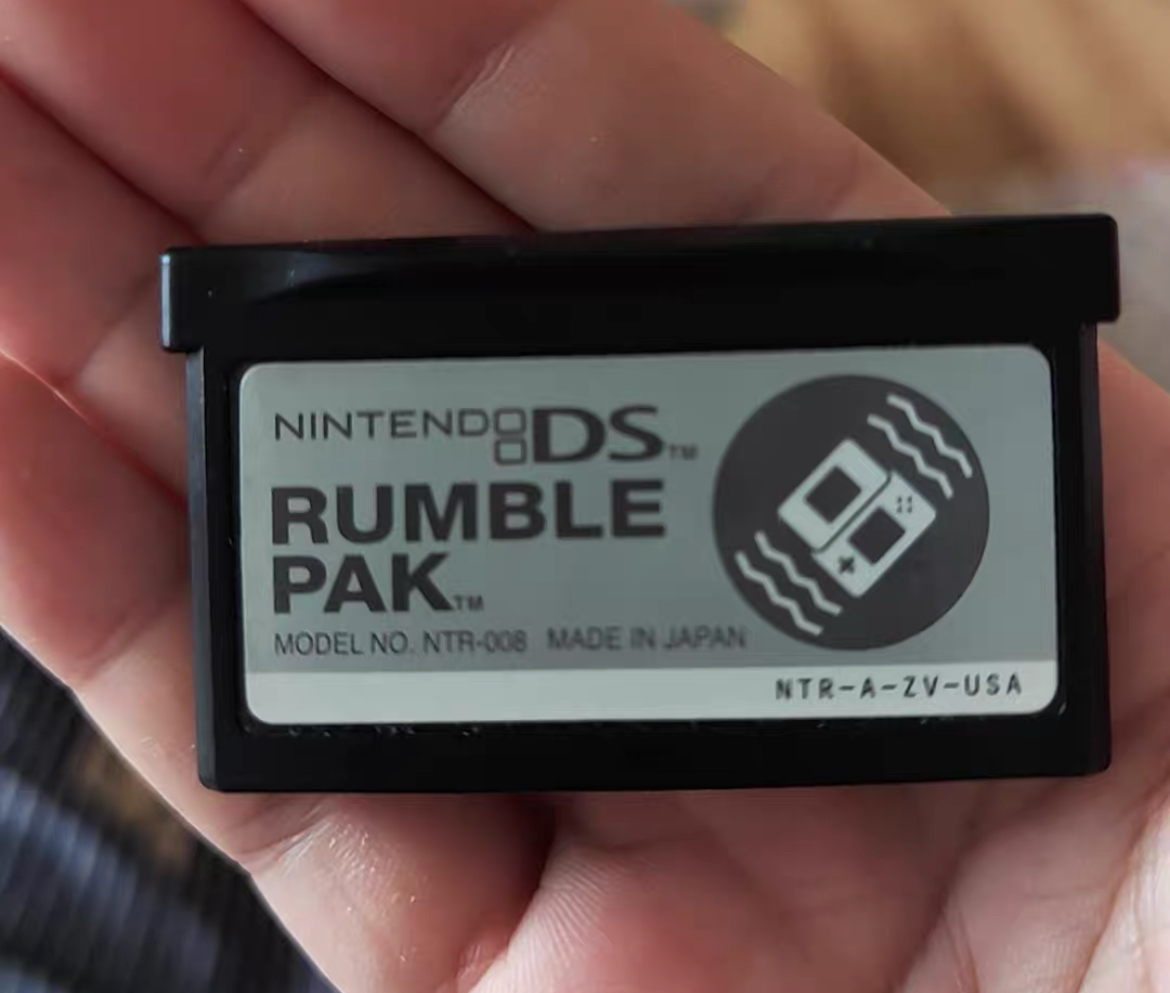 NINTENDO DS™
RUMBLE
PAK™
MODEL NO. NTR-008 MADE IN JAPAN
NTR-A-ZV-USA